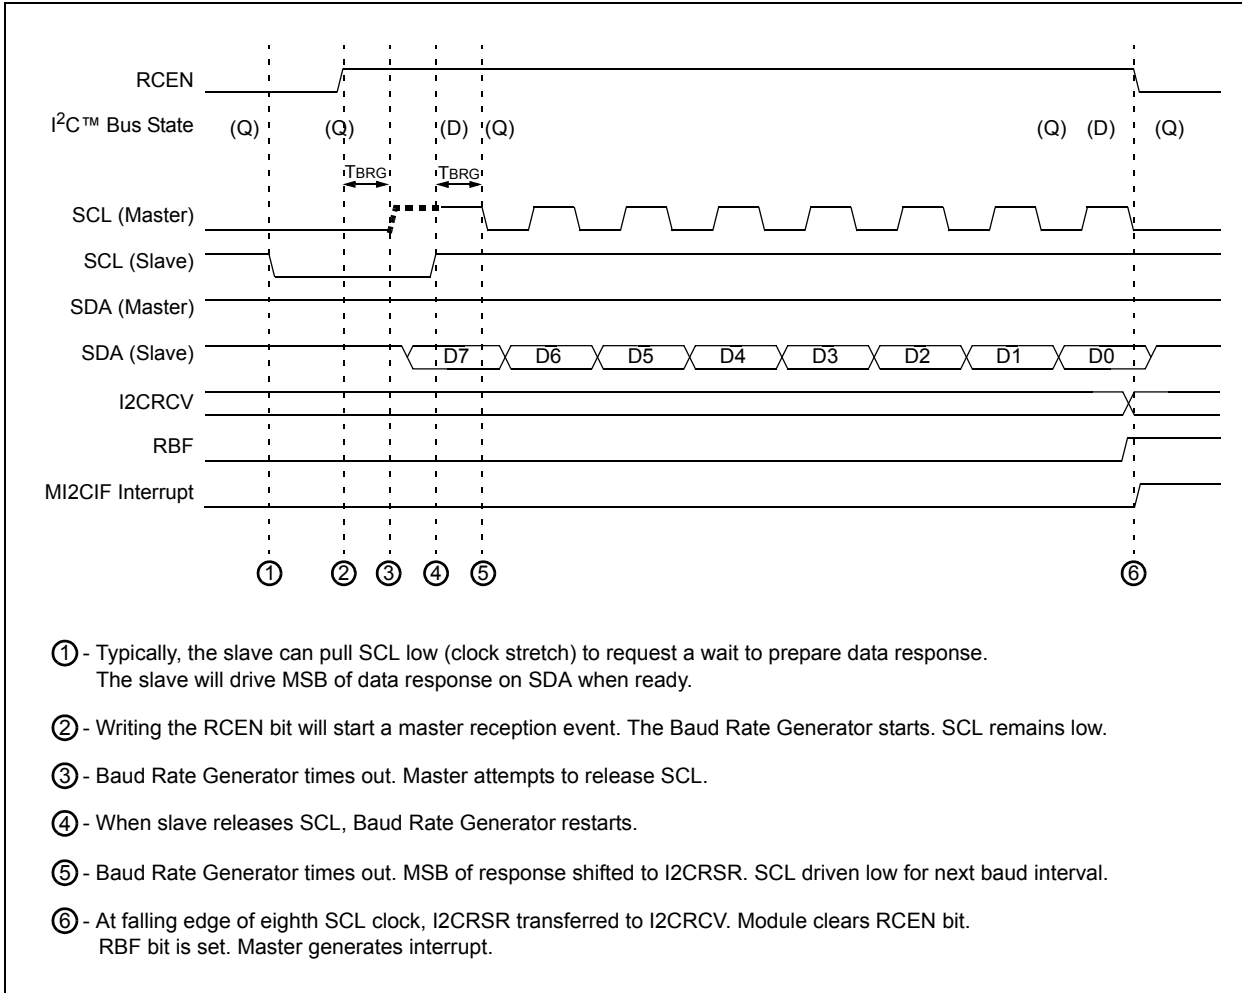 RCEN
I²C™ Bus State (Q) (Q) (D) (Q) (Q) (D) (Q)
TBRG TBRG
SCL (Master)
SCL (Slave)
SDA (Master)
SDA (Slave) D7 D6 D5 D4 D3 D2 D1 D0
I2CRCV
RBF
MI2CIF Interrupt
① ② ③ ④ ⑤ ⑥
① - Typically, the slave can pull SCL low (clock stretch) to request a wait to prepare data response.
The slave will drive MSB of data response on SDA when ready.
② - Writing the RCEN bit will start a master reception event. The Baud Rate Generator starts. SCL remains low.
③ - Baud Rate Generator times out. Master attempts to release SCL.
④ - When slave releases SCL, Baud Rate Generator restarts.
⑤ - Baud Rate Generator times out. MSB of response shifted to I2CRSR. SCL driven low for next baud interval.
⑥ - At falling edge of eighth SCL clock, I2CRSR transferred to I2CRCV. Module clears RCEN bit.
RBF bit is set. Master generates interrupt.